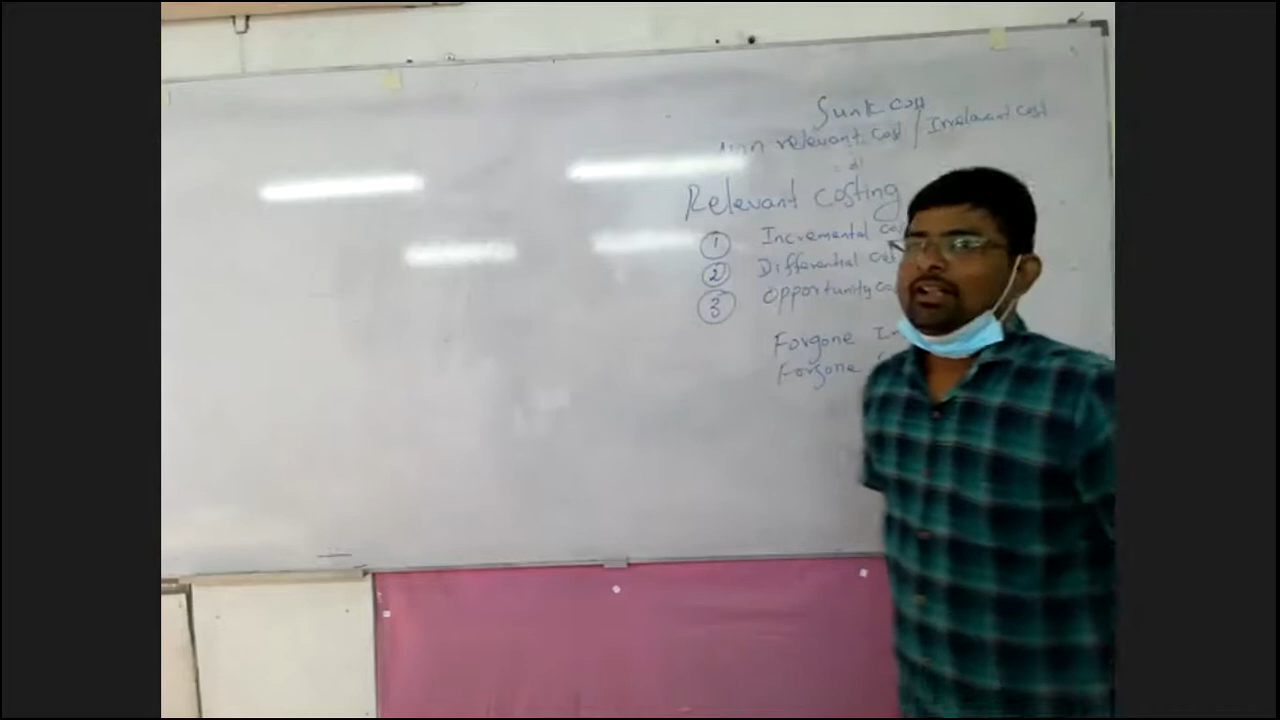 Sunk cost
Non relevant cost / Irrelevant cost
Relevant costing
1 Incremental
2 Differential
3 Opportunity
Forgone
Forgone